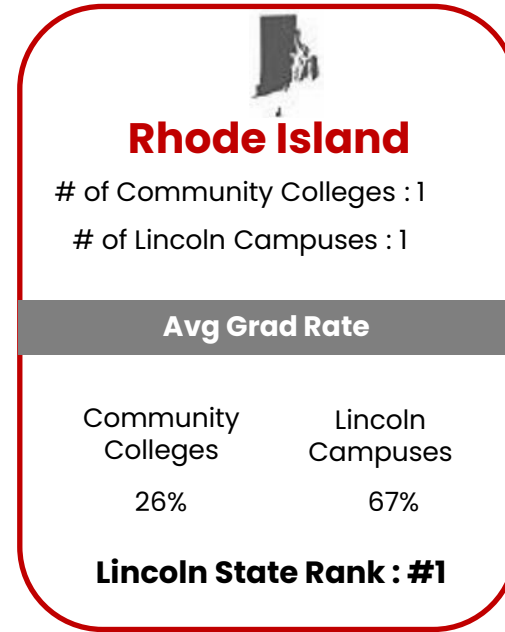 Rhode Island
# of Community Colleges : 1
# of Lincoln Campuses : 1
Avg Grad Rate
Community
Colleges
26%
Lincoln
Campuses
67%
Lincoln State Rank : #1